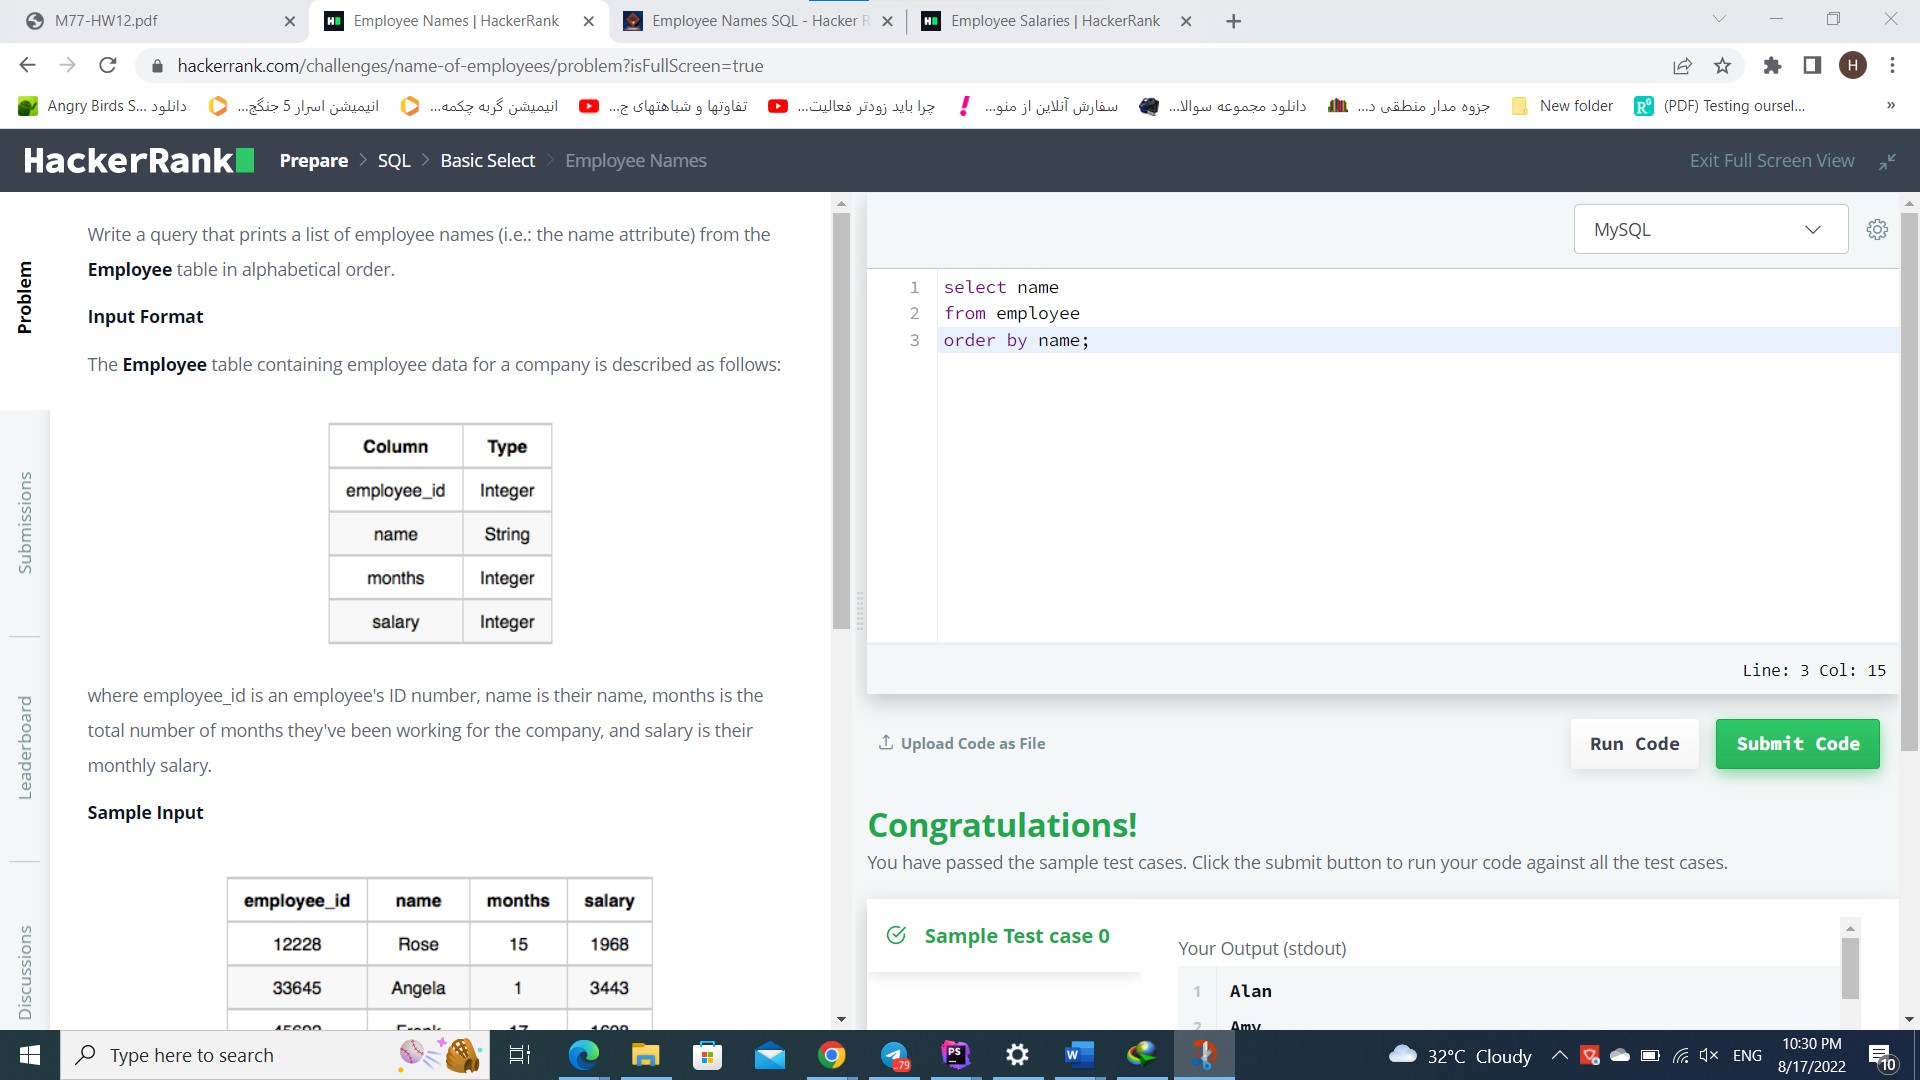 M77-HW12.pdf
Employee Names | HackerRank
Employee Names SQL - Hacker R
Employee Salaries | HackerRank
hackerrank.com/challenges/name-of-employees/problem?isFullScreen=true
H
دانلود ...Angry Birds S
انیمیشن اسرار 5 جنگج...
انیمیشن گربه چکمه...
تفاوتها و شباهتهای ج...
چرا باید زودتر فعالیت...
سفارش آنلاین از منو...
دانلود مجموعه سوالا...
جزوه مدار منطقی د...
New folder
(PDF) Testing oursel...
»
HackerRank
Prepare > SQL > Basic Select > Employee Names
Exit Full Screen View
Problem
Submissions
Leaderboard
Discussions
Write a query that prints a list of employee names (i.e.: the name attribute) from the
Employee table in alphabetical order.
Input Format
The Employee table containing employee data for a company is described as follows:
Column Type
employee_id Integer
name String
months Integer
salary Integer
where employee_id is an employee's ID number, name is their name, months is the
total number of months they've been working for the company, and salary is their
monthly salary.
Sample Input
employee_id name months salary
12228 Rose 15 1968
33645 Angela 1 3443
45692 Frank 17 1608
MySQL
1 select name
2 from employee
3 order by name;
Line: 3 Col: 15
Upload Code as File
Run Code
Submit Code
Congratulations!
You have passed the sample test cases. Click the submit button to run your code against all the test cases.
Sample Test case 0
Your Output (stdout)
1 Alan
2 Amy
Type here to search
..79
PS
W
32°C Cloudy
ENG
10:30 PM
8/17/2022
10